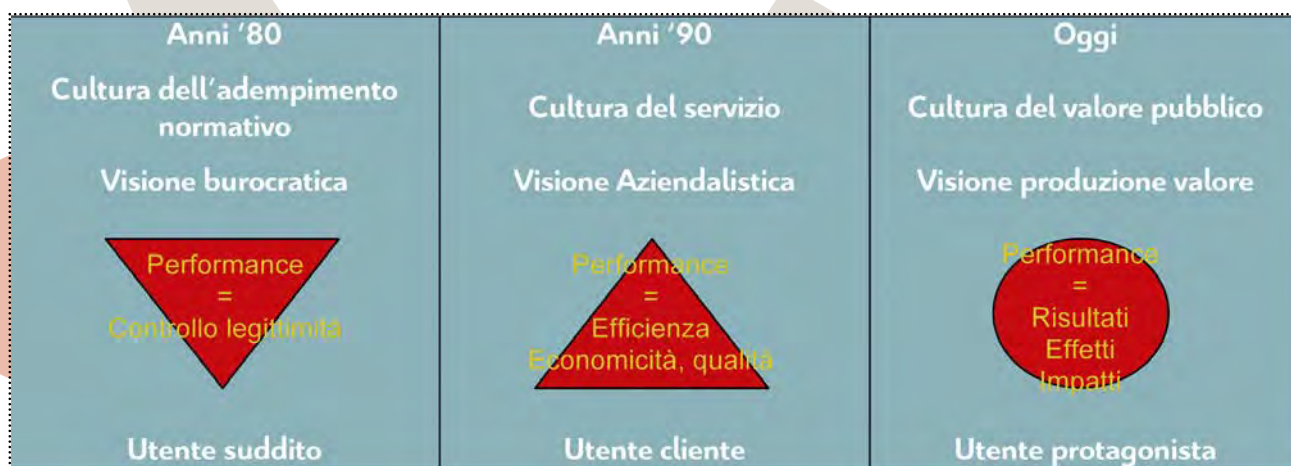 Anni '80
Cultura dell'adempimento
normativo
Visione burocratica
Performance
=
Controllo legittimità
Utente suddito
Anni '90
Cultura del servizio
Visione Aziendalistica
Performance
=
Efficienza
Economicità, qualità
Utente cliente
Oggi
Cultura del valore pubblico
Visione produzione valore
Performance
=
Risultati
Effetti
Impatti
Utente protagonista